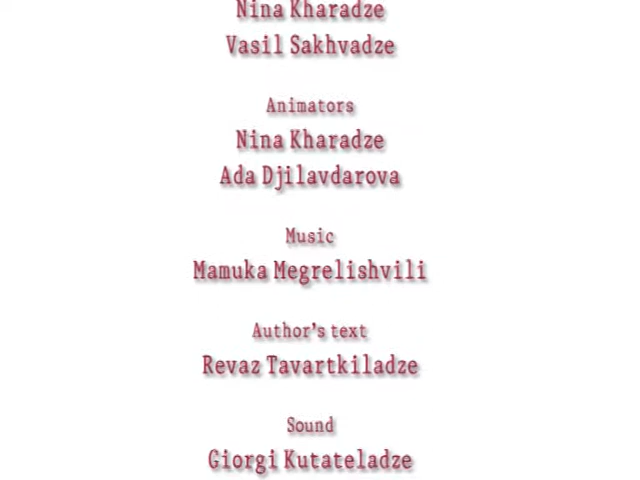 Nina Kharadze
Vasil Sakhvadze
Animators
Nina Kharadze
Ada Djilavdarova
Music
Mamuka Megrelishvili
Author's text
Revaz Tavartkiladze
Sound
Giorgi Kutateladze